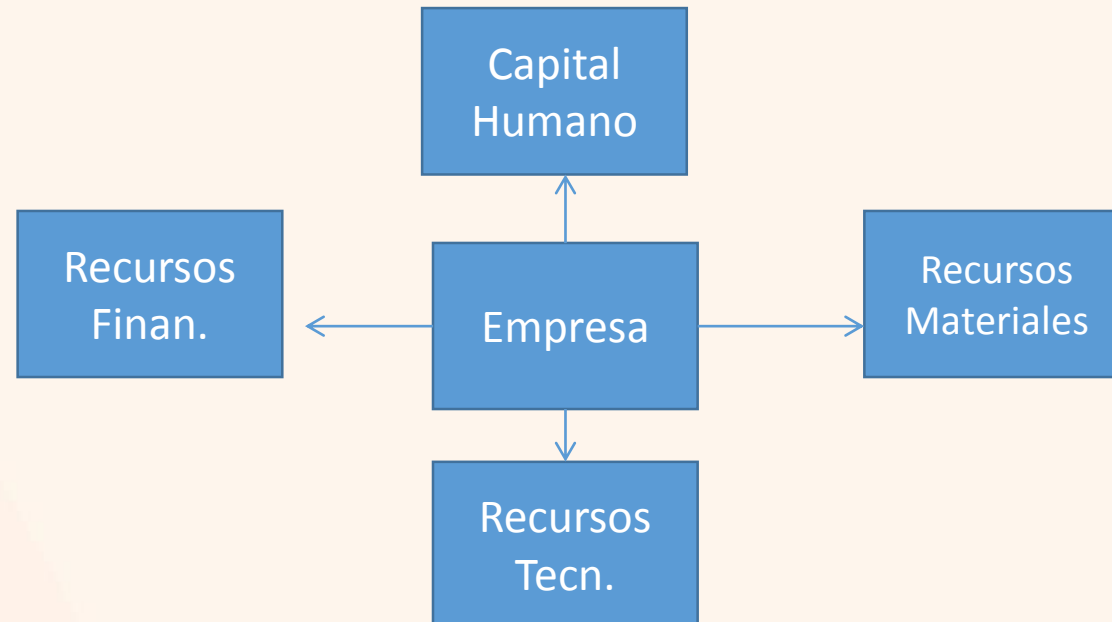 Capital
Humano
Recursos
Finan.
Empresa
Recursos
Materiales
Recursos
Tecn.